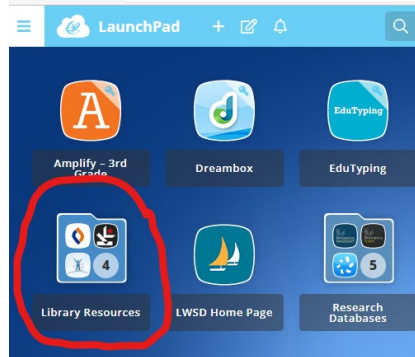 LaunchPad
A
EduTyping
Amplify – 3rd
Grade
Dreambox
EduTyping
4
5
Library Resources
LWSD Home Page
Research
Databases